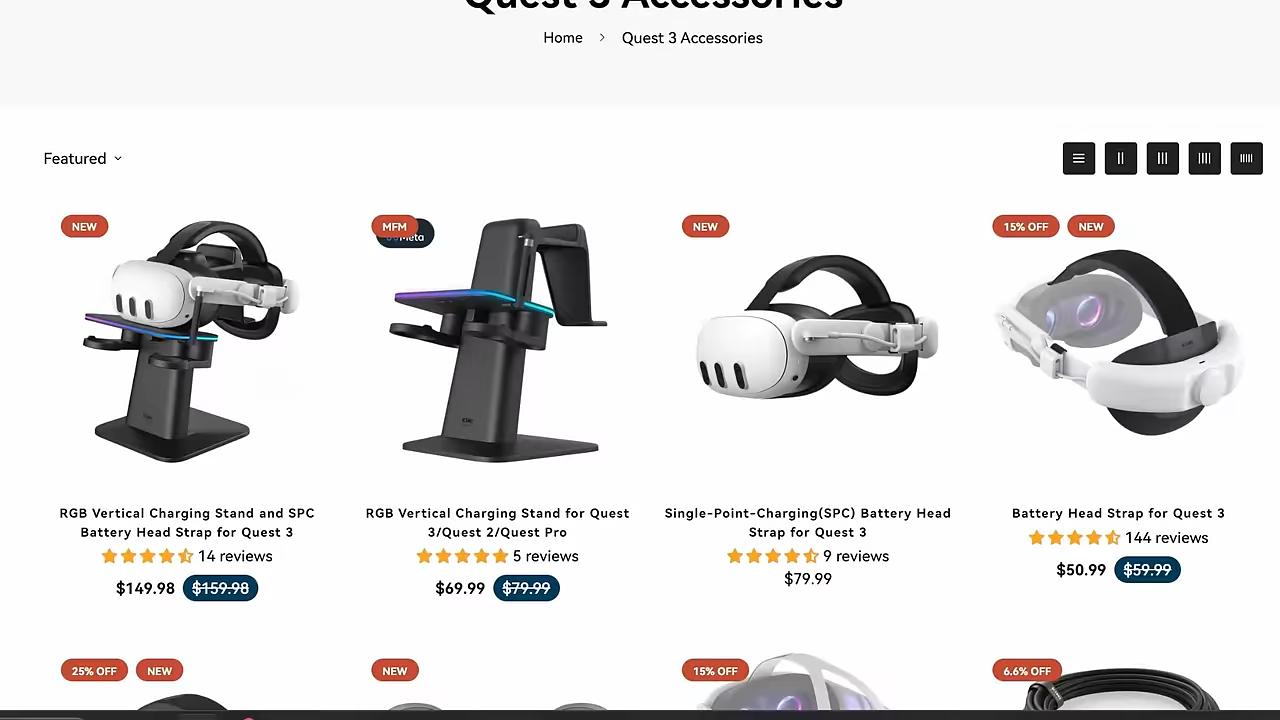 Quest 3 Accessories
Home > Quest 3 Accessories
Featured
NEW
MFM
Meta
NEW
15% OFF NEW
RGB Vertical Charging Stand and SPC
Battery Head Strap for Quest 3
14 reviews
$149.98 $159.98
RGB Vertical Charging Stand for Quest
3/Quest 2/Quest Pro
5 reviews
$69.99 $79.99
Single-Point-Charging(SPC) Battery Head
Strap for Quest 3
9 reviews
$79.99
Battery Head Strap for Quest 3
144 reviews
$50.99 $59.99
25% OFF NEW
NEW
15% OFF
6.6% OFF